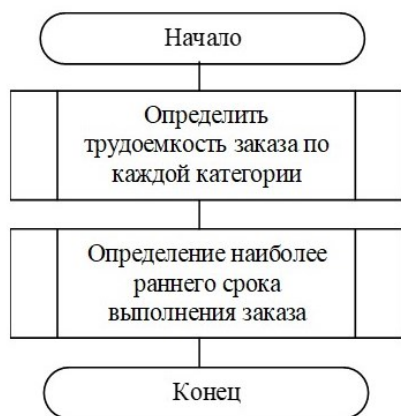 Начало
Определить
трудоемкость заказа по
каждой категории
Определение наиболее
раннего срока
выполнения заказа
Конец